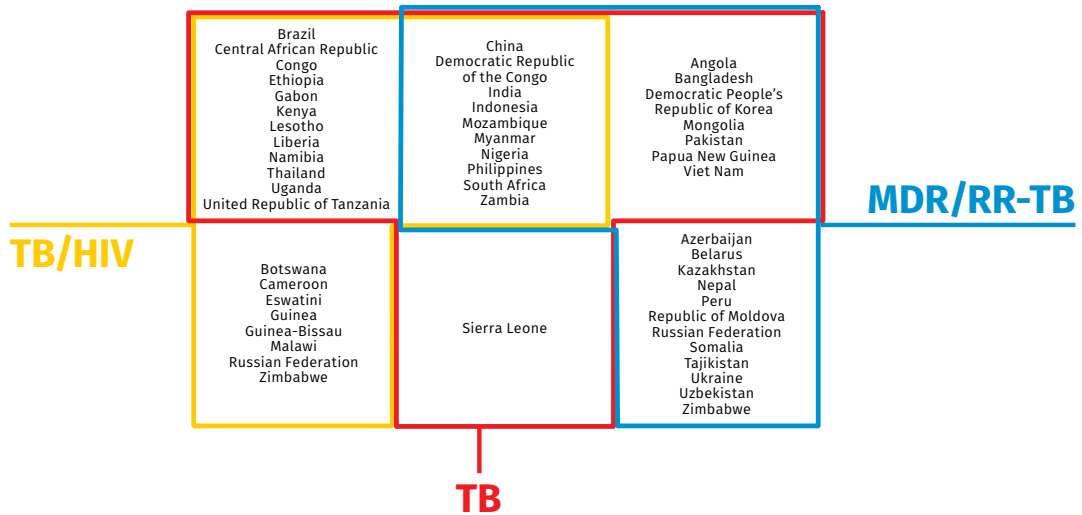 Brazil
Central African Republic
Congo
Ethiopia
Gabon
Kenya
Lesotho
Liberia
Namibia
Thailand
Uganda
United Republic of Tanzania
China
Democratic Republic
of the Congo
India
Indonesia
Mozambique
Myanmar
Nigeria
Philippines
South Africa
Zambia
Angola
Bangladesh
Democratic People’s
Republic of Korea
Mongolia
Pakistan
Papua New Guinea
Viet Nam
MDR/RR-TB
TB/HIV
Botswana
Cameroon
Eswatini
Guinea
Guinea-Bissau
Malawi
Russian Federation
Zimbabwe
Sierra Leone
Azerbaijan
Belarus
Kazakhstan
Nepal
Peru
Republic of Moldova
Russian Federation
Somalia
Tajikistan
Ukraine
Uzbekistan
Zimbabwe
TB